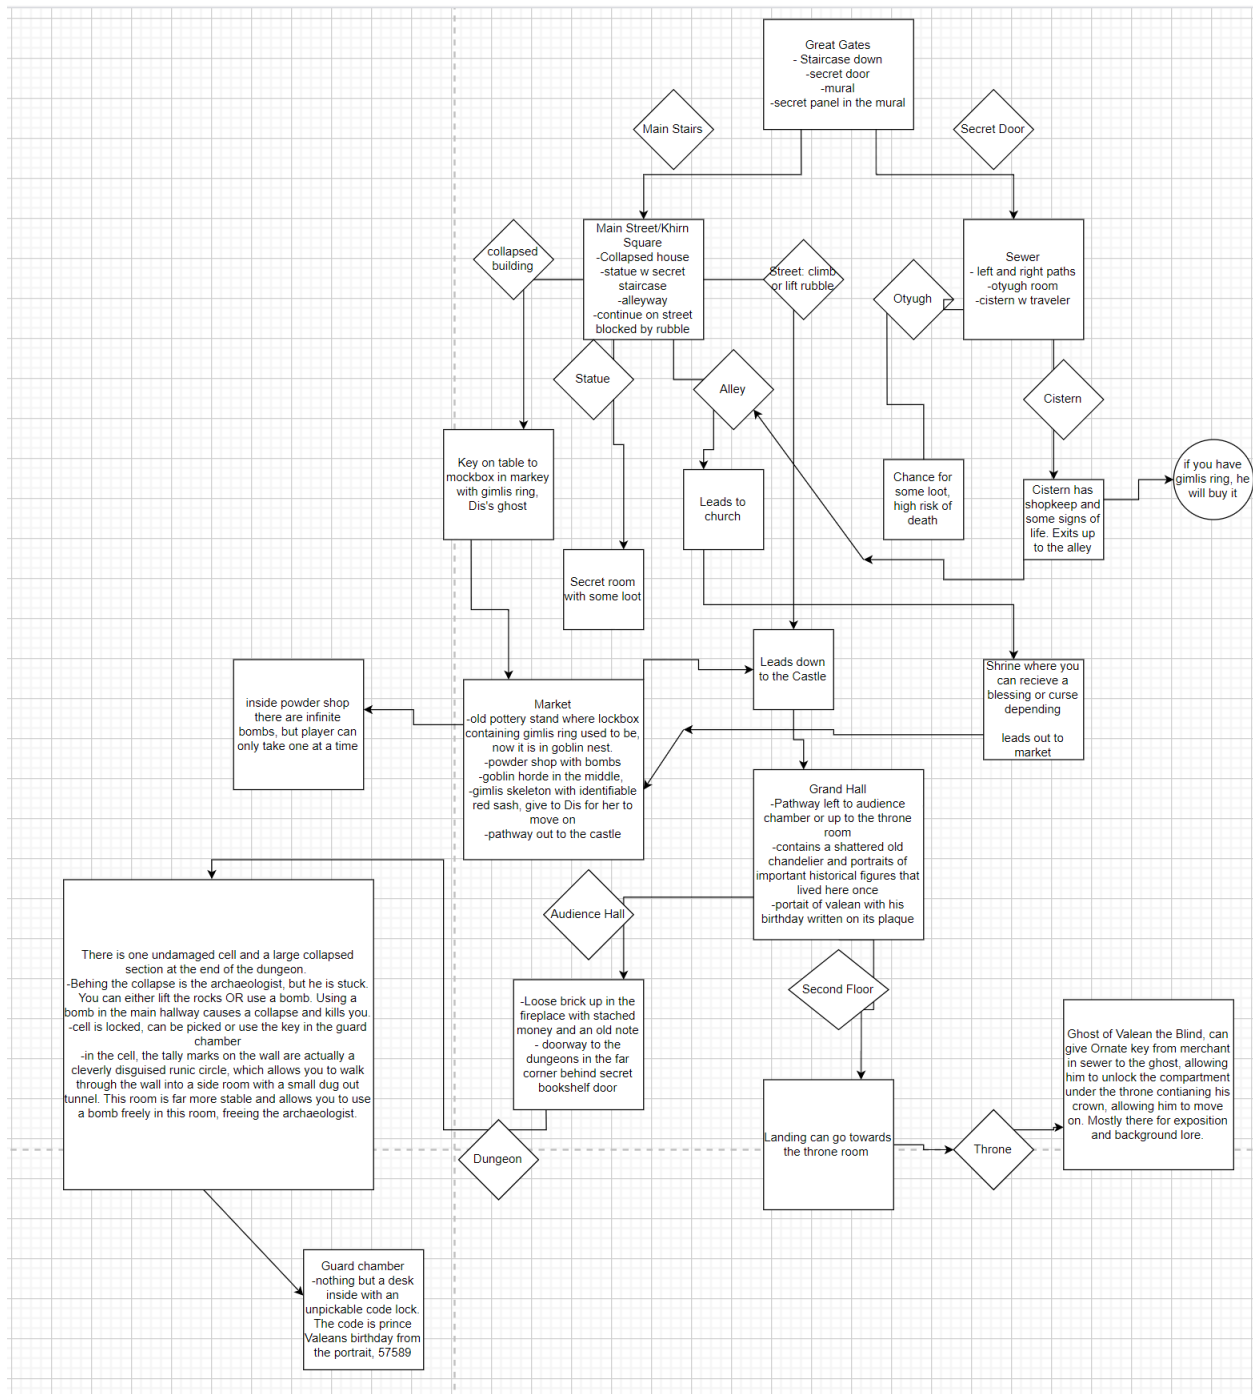 Great Gates
- Staircase down
-secret door
-mural
-secret panel in the mural
Main Stairs
Secret Door
collapsed
building
Main Street/Khirn
Square
-Collapsed house
-statue w secret
staircase
-alleyway
-continue on street
blocked by rubble
Street: climb
or lift rubble
Otyugh
Sewer
- left and right paths
-otyugh room
-cistern w traveler
Statue
Alley
Cistern
Key on table to
mockbox in markey
with gimlis ring,
Dis's ghost
Leads to
church
Chance for
some loot,
high risk of
death
Cistern has
shopkeep and
some signs of
life. Exits up
to the alley
if you have
gimlis ring, he
will buy it
Secret room
with some loot
Leads down
to the Castle
Shrine where you
can recieve a
blessing or curse
depending
leads out to
market
inside powder shop
there are infinite
bombs, but player can
only take one at a time
Market
-old pottery stand where lockbox
containing gimlis ring used to be,
now it is in goblin nest.
-powder shop with bombs
-goblin horde in the middle,
-gimlis skeleton with identifiable
red sash, give to Dis for her to
move on
-pathway out to the castle
Grand Hall
-Pathway left to audience
chamber or up to the throne
room
-contains a shattered old
chandelier and portraits of
important historical figures that
lived here once
-portait of valean with his
birthday written on its plaque
Audience Hall
Second Floor
There is one undamaged cell and a large collapsed
section at the end of the dungeon.
-Behing the collapse is the archaeologist, but he is stuck.
You can either lift the rocks OR use a bomb. Using a
bomb in the main hallway causes a collapse and kills you.
-cell is locked, can be picked or use the key in the guard
chamber
-in the cell, the tally marks on the wall are actually a
cleverly disguised runic circle, which allows you to walk
through the wall into a side room with a small dug out
tunnel. This room is far more stable and allows you to use
a bomb freely in this room, freeing the archaeologist.
-Loose brick up in the
fireplace with stached
money and an old note
- doorway to the
dungeons in the far
corner behind secret
bookshelf door
Ghost of Valean the Blind, can
give Ornate key from merchant
in sewer to the ghost, allowing
him to unlock the compartment
under the throne contianing his
crown, allowing him to move
on. Mostly there for exposition
and background lore.
Dungeon
Landing can go towards
the throne room
Throne
Guard chamber
-nothing but a desk
inside with an
unpickable code lock.
The code is prince
Valeans birthday from
the portrait, 57589